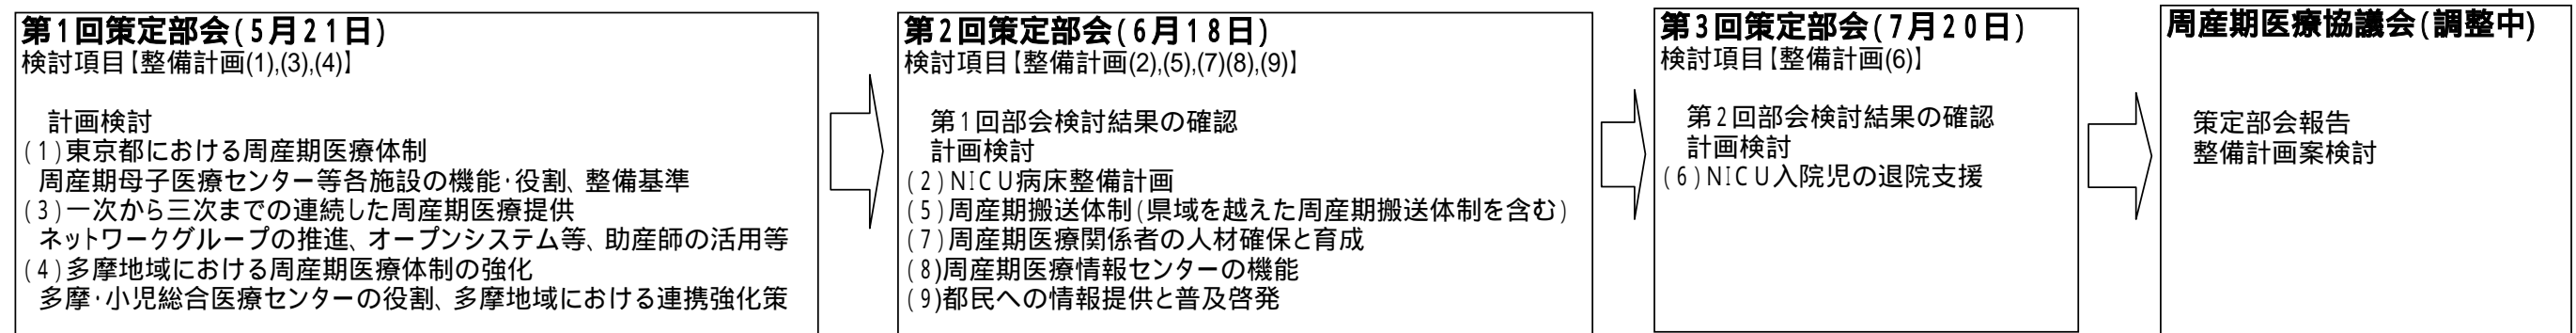 第1回策定部会(5月21日)
検討項目【整備計画(1),(3),(4)】
計画検討
(1)東京都における周産期医療体制
周産期母子医療センター等各施設の機能・役割、整備基準
(3)一次から三次までの連続した周産期医療提供
ネットワークグループの推進、オープンシステム等、助産師の活用等
(4)多摩地域における周産期医療体制の強化
多摩・小児総合医療センターの役割、多摩地域における連携強化策
第2回策定部会(6月18日)
検討項目【整備計画(2),(5),(7)(8),(9)】
第1回部会検討結果の確認
計画検討
(2)NICU病床整備計画
(5)周産期搬送体制(県域を越えた周産期搬送体制を含む)
(7)周産期医療関係者の人材確保と育成
(8)周産期医療情報センターの機能
(9)都民への情報提供と普及啓発
第3回策定部会(7月20日)
検討項目【整備計画(6)】
第2回部会検討結果の確認
計画検討
(6)NICU入院児の退院支援
周産期医療協議会(調整中)
策定部会報告
整備計画案検討